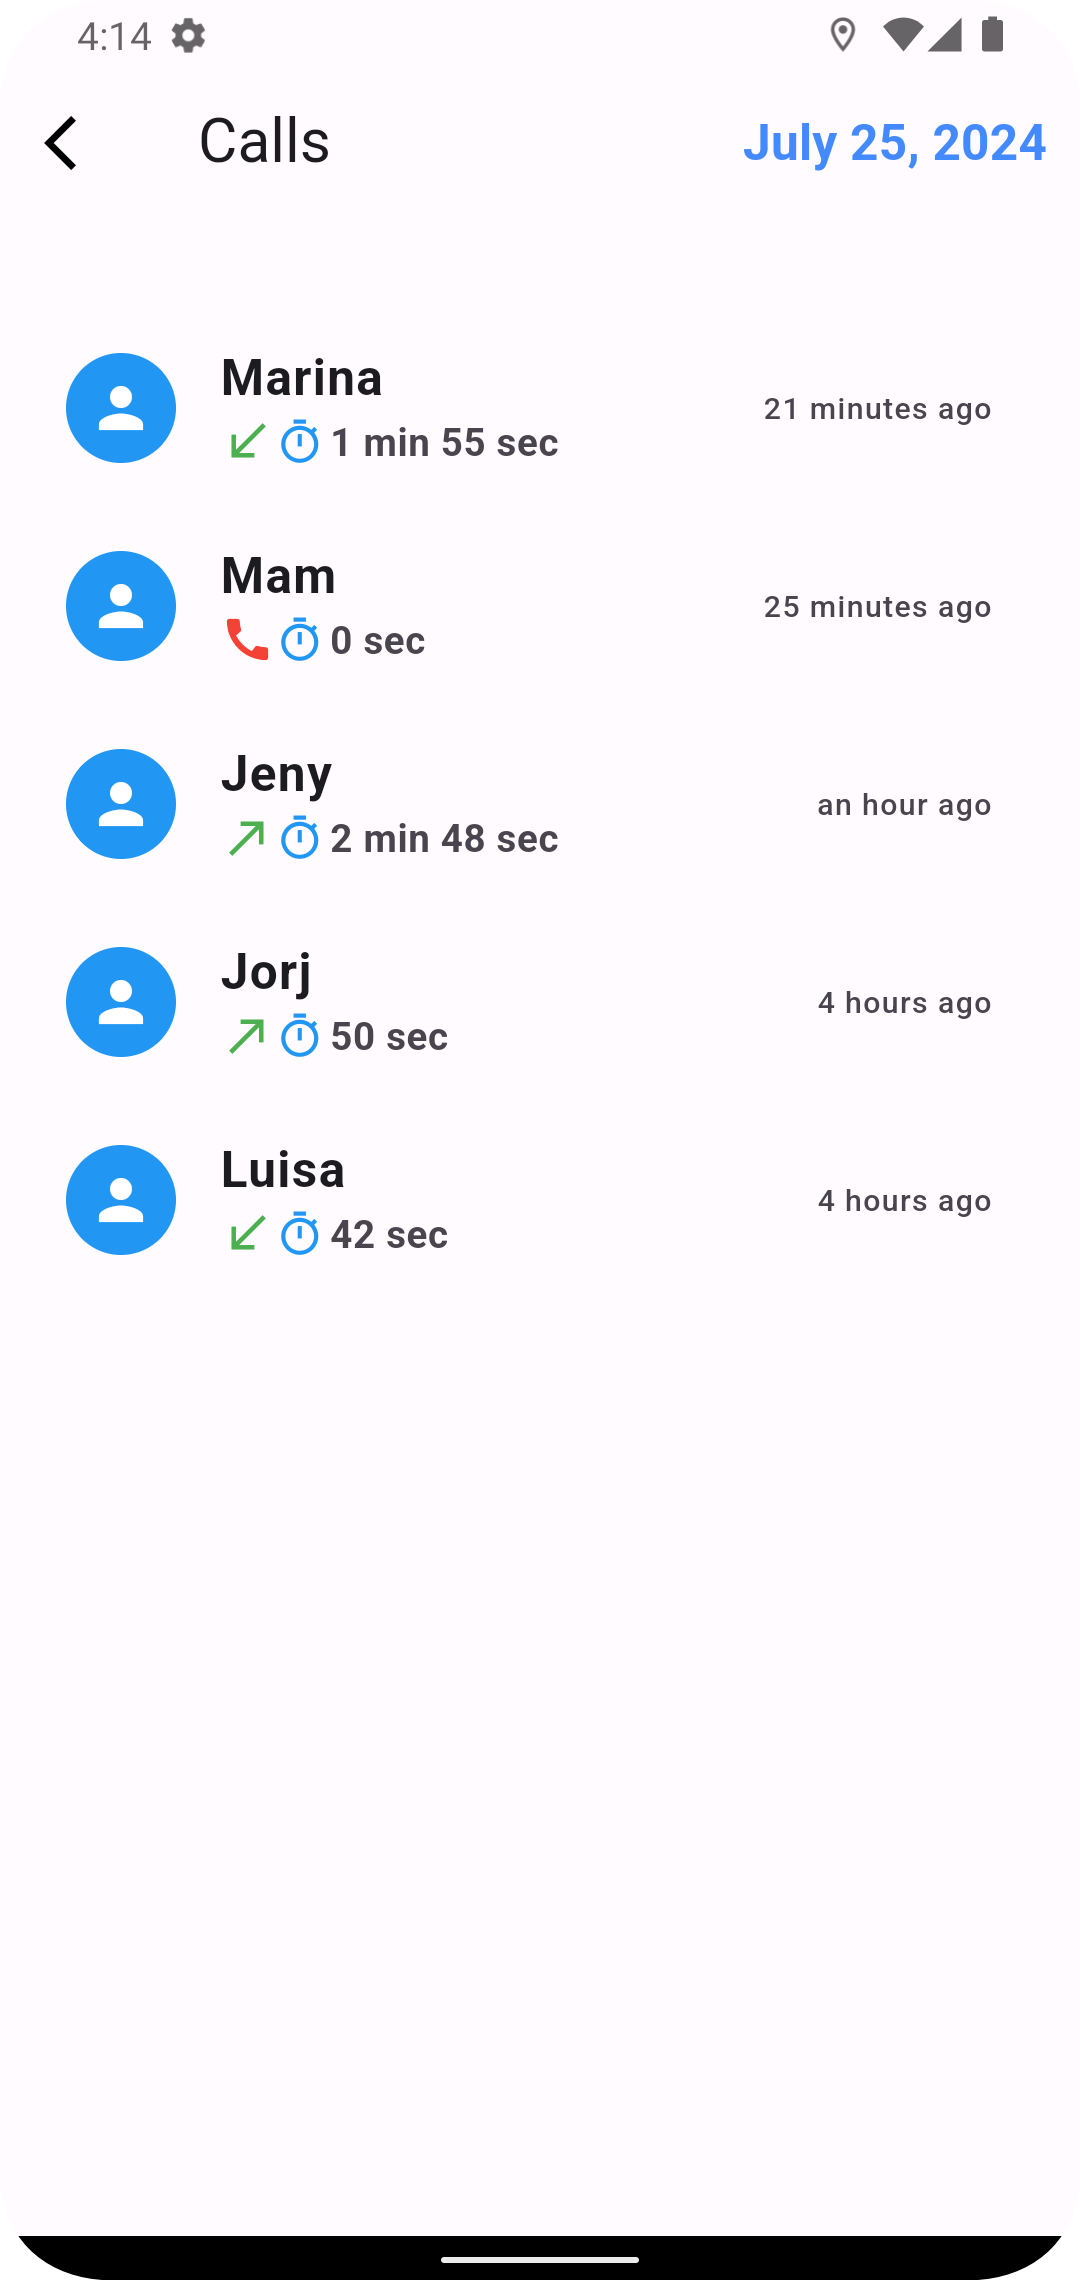 4:14
Calls
July 25, 2024
Marina
1 min 55 sec
21 minutes ago
Mam
0 sec
25 minutes ago
Jeny
2 min 48 sec
an hour ago
Jorj
50 sec
4 hours ago
Luisa
42 sec
4 hours ago